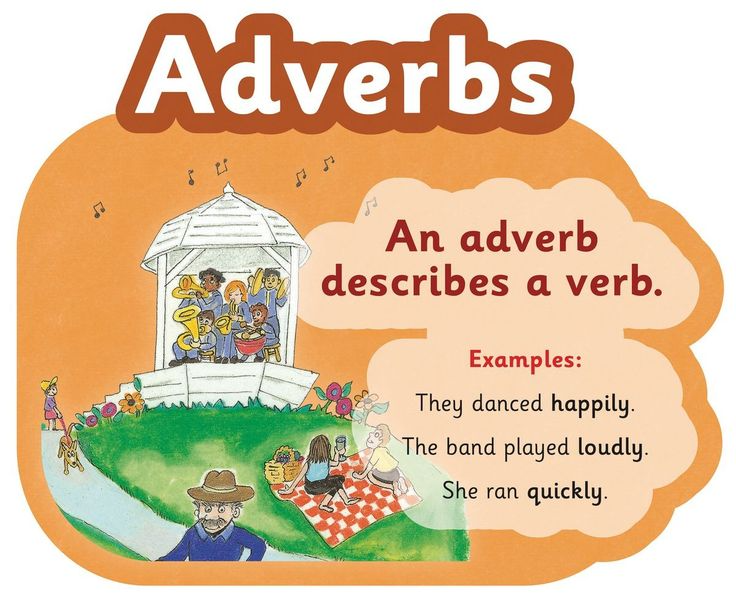 Adverbs
An adverb
describes a verb.
Examples:
They danced happily.
The band played loudly.
She ran quickly.